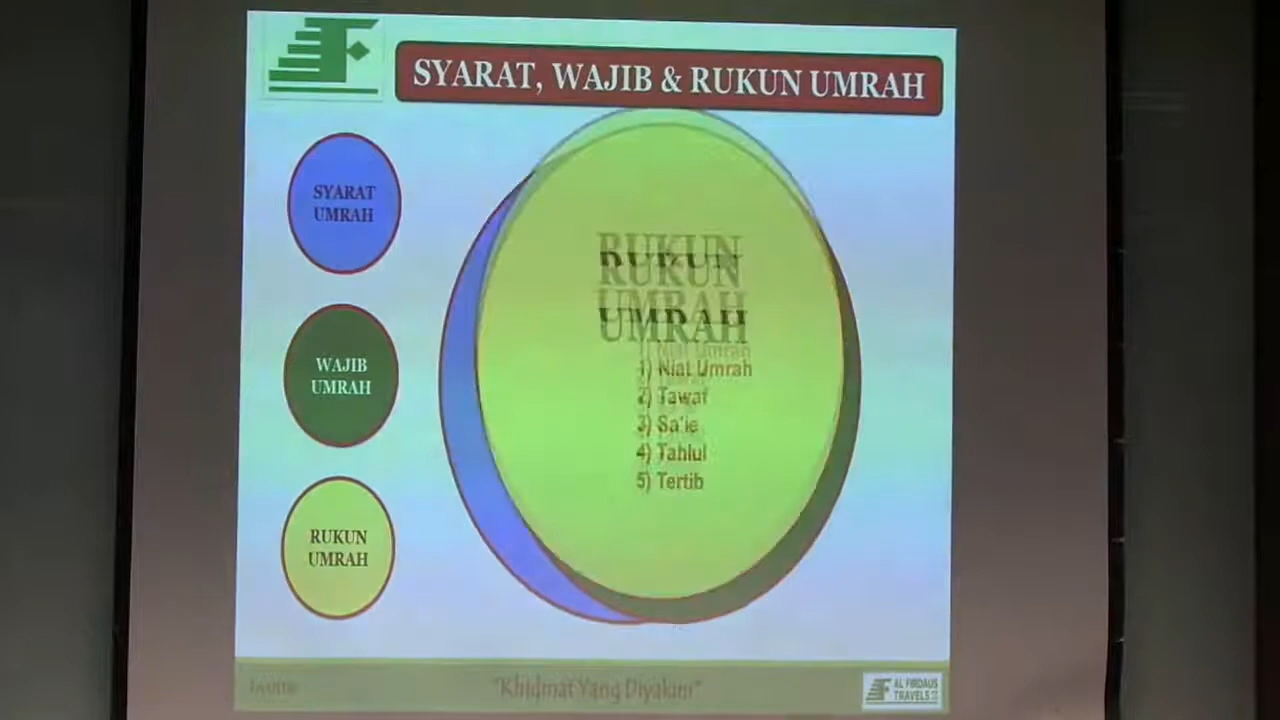 SYARAT, WAJIB & RUKUN UMRAH
SYARAT
UMRAH
WAJIB
UMRAH
RUKUN
UMRAH
RUKUN
UMRAH
1) Niat Umrah
2) Tawaf
3) Sa'ie
4) Tahlul
5) Tertib
"Khidmat Yang Diyakini"
AL FIRDAUS
TRAVELS